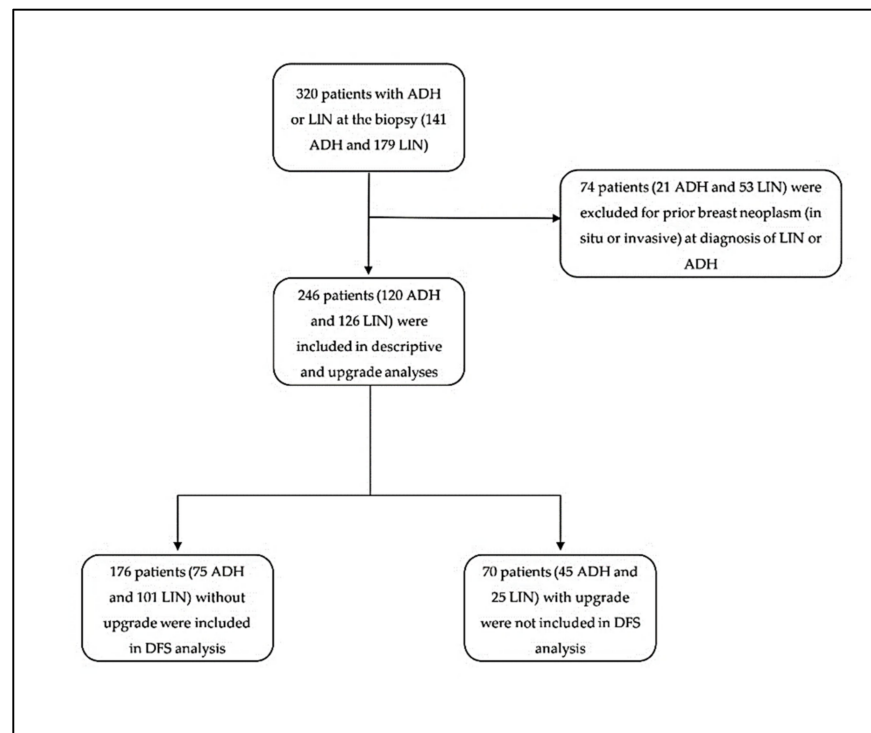 320 patients with ADH
or LIN at the biopsy (141
ADH and 179 LIN)
74 patients (21 ADH and 53 LIN) were
excluded for prior breast neoplasm (in
situ or invasive) at diagnosis of LIN or
ADH
246 patients (120 ADH
and 126 LIN) were
included in descriptive
and upgrade analyses
176 patients (75 ADH
and 101 LIN) without
upgrade were included
in DFS analysis
70 patients (45 ADH and
25 LIN) with upgrade
were not included in DFS
analysis